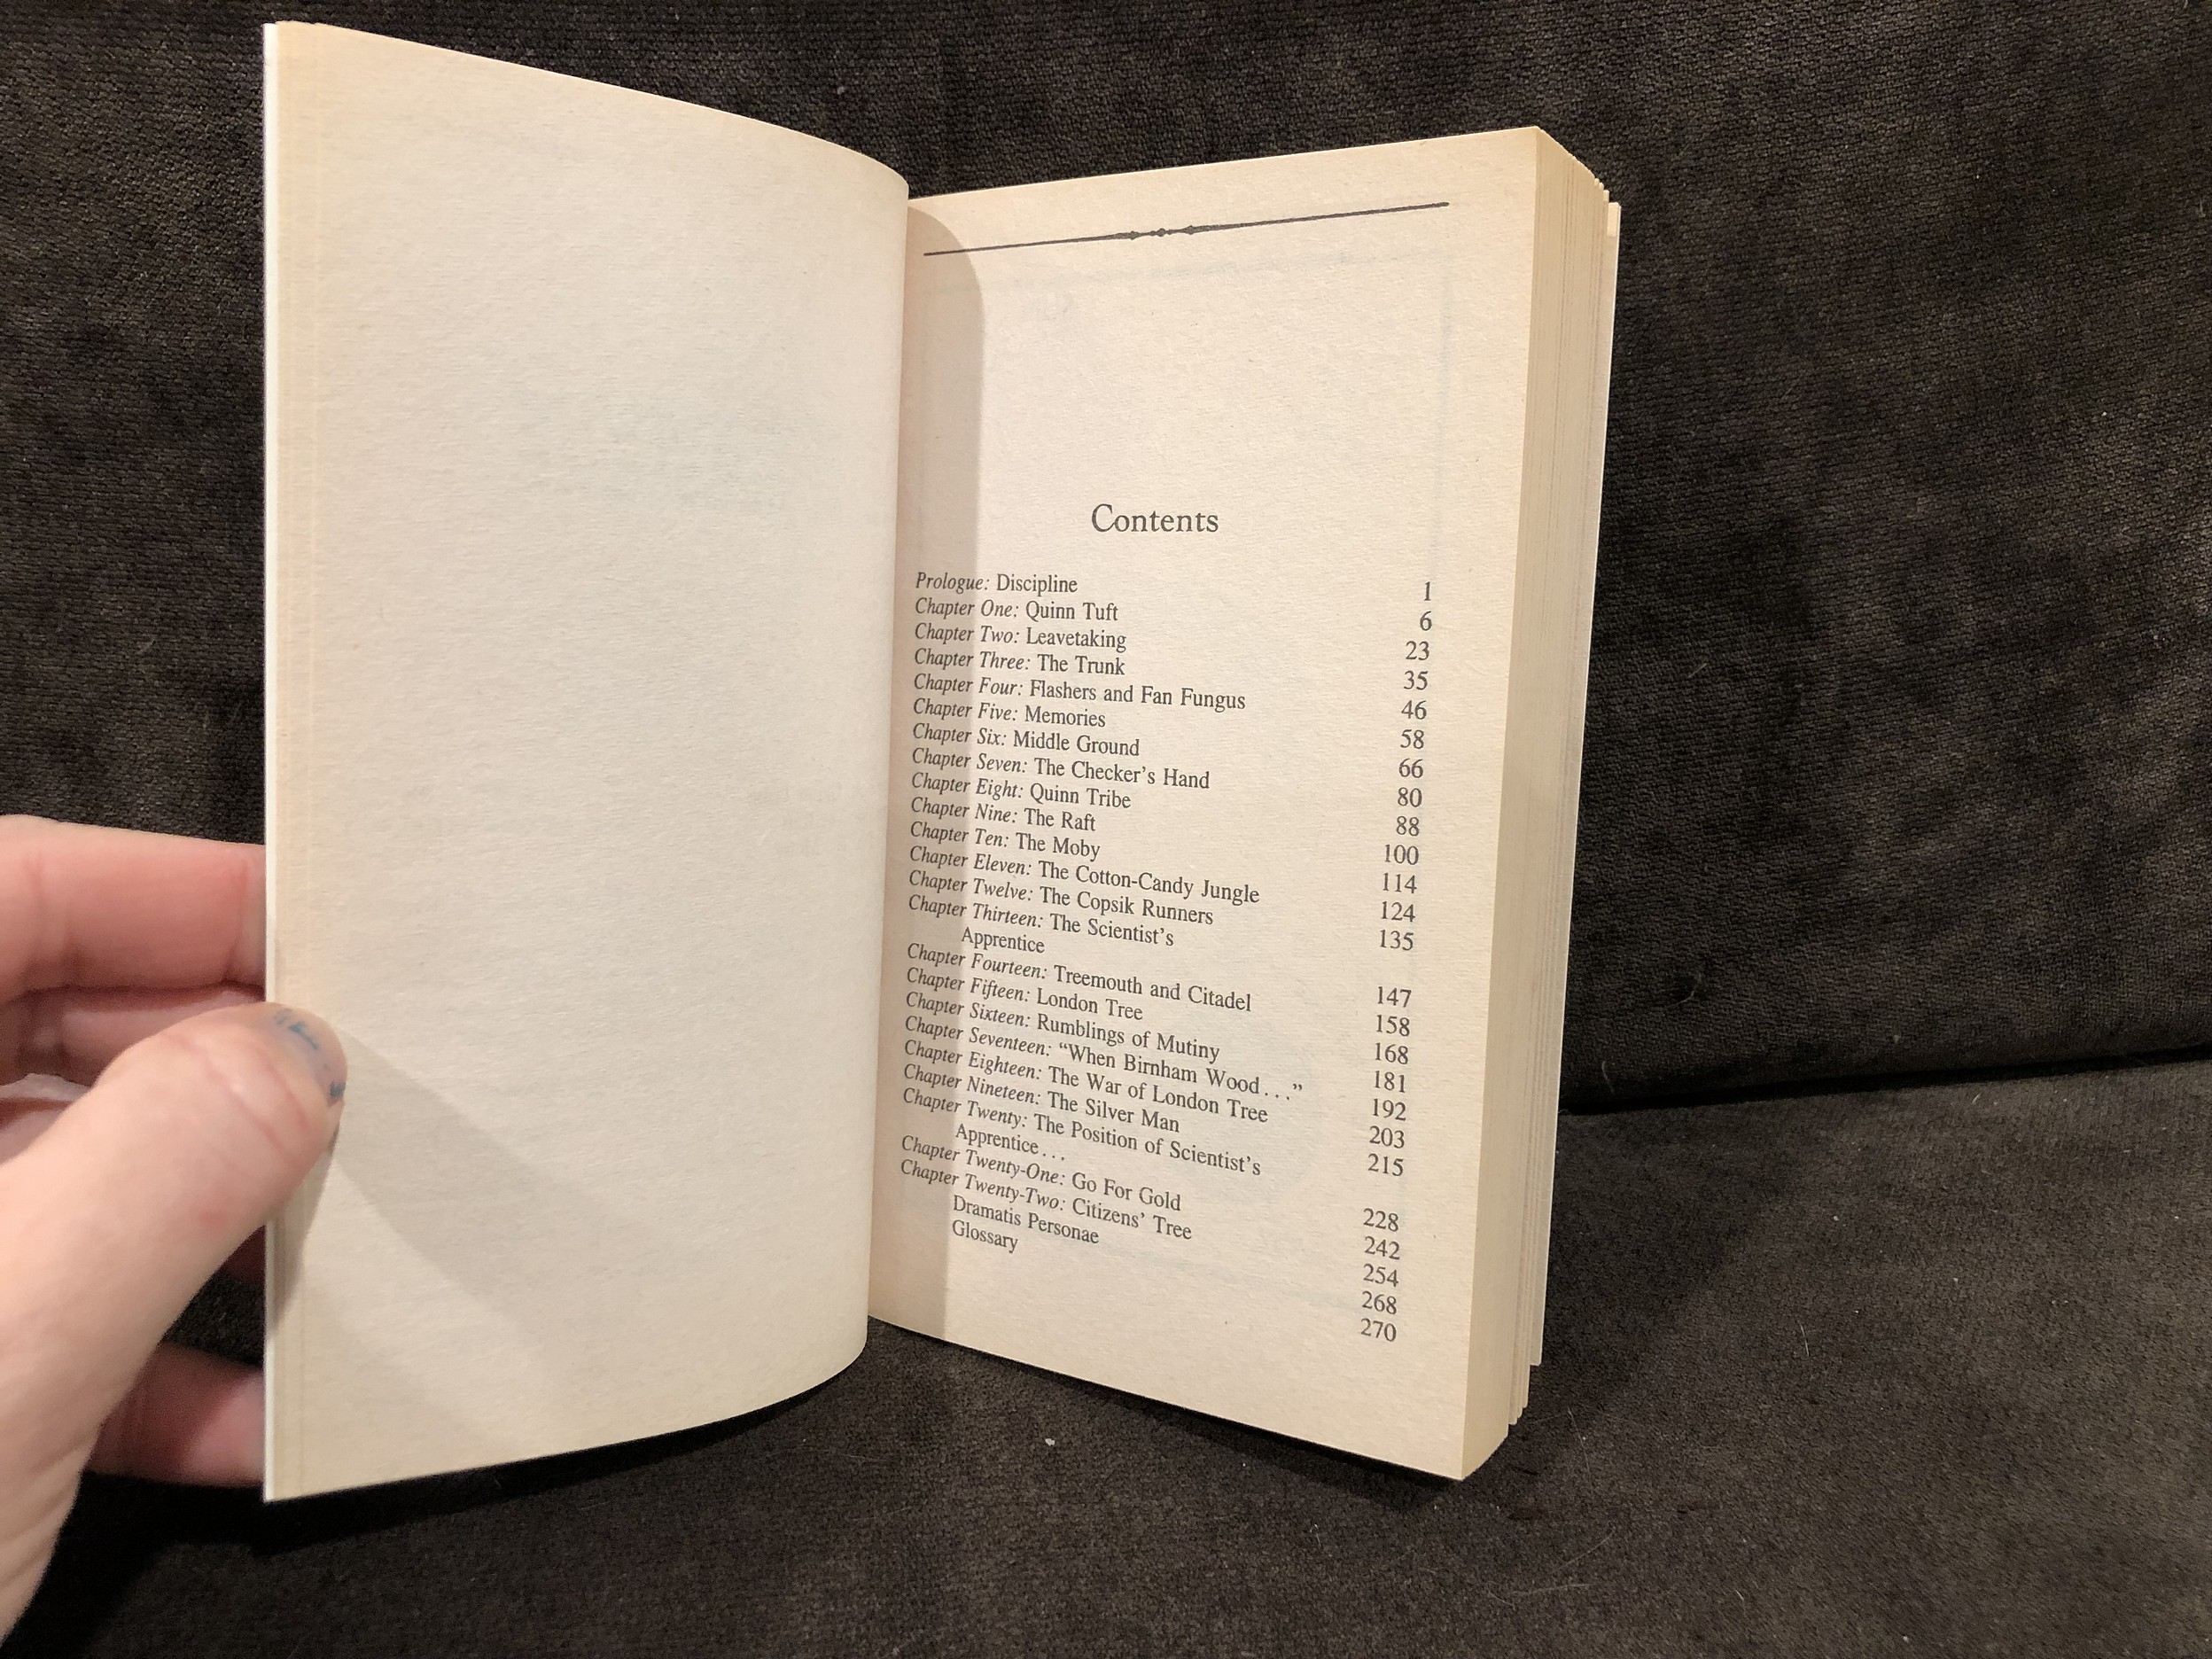 Contents
Prologue: Discipline 1
Chapter One: Quinn Tuft 6
Chapter Two: Leavetaking 23
Chapter Three: The Trunk 35
Chapter Four: Flashers and Fan Fungus 46
Chapter Five: Memories 58
Chapter Six: Middle Ground 66
Chapter Seven: The Checker's Hand 80
Chapter Eight: Quinn Tribe 88
Chapter Nine: The Raft 100
Chapter Ten: The Moby 114
Chapter Eleven: The Cotton-Candy Jungle 124
Chapter Twelve: The Copsik Runners 135
Chapter Thirteen: The Scientist's
Apprentice 147
Chapter Fourteen: Treemouth and Citadel 158
Chapter Fifteen: London Tree 168
Chapter Sixteen: Rumblings of Mutiny 181
Chapter Seventeen: “When Birnham Wood...” 192
Chapter Eighteen: The War of London Tree 203
Chapter Nineteen: The Silver Man 215
Chapter Twenty: The Position of Scientist's
Apprentice... 228
Chapter Twenty-One: Go For Gold 242
Chapter Twenty-Two: Citizens' Tree 254
Dramatis Personae 268
Glossary 270